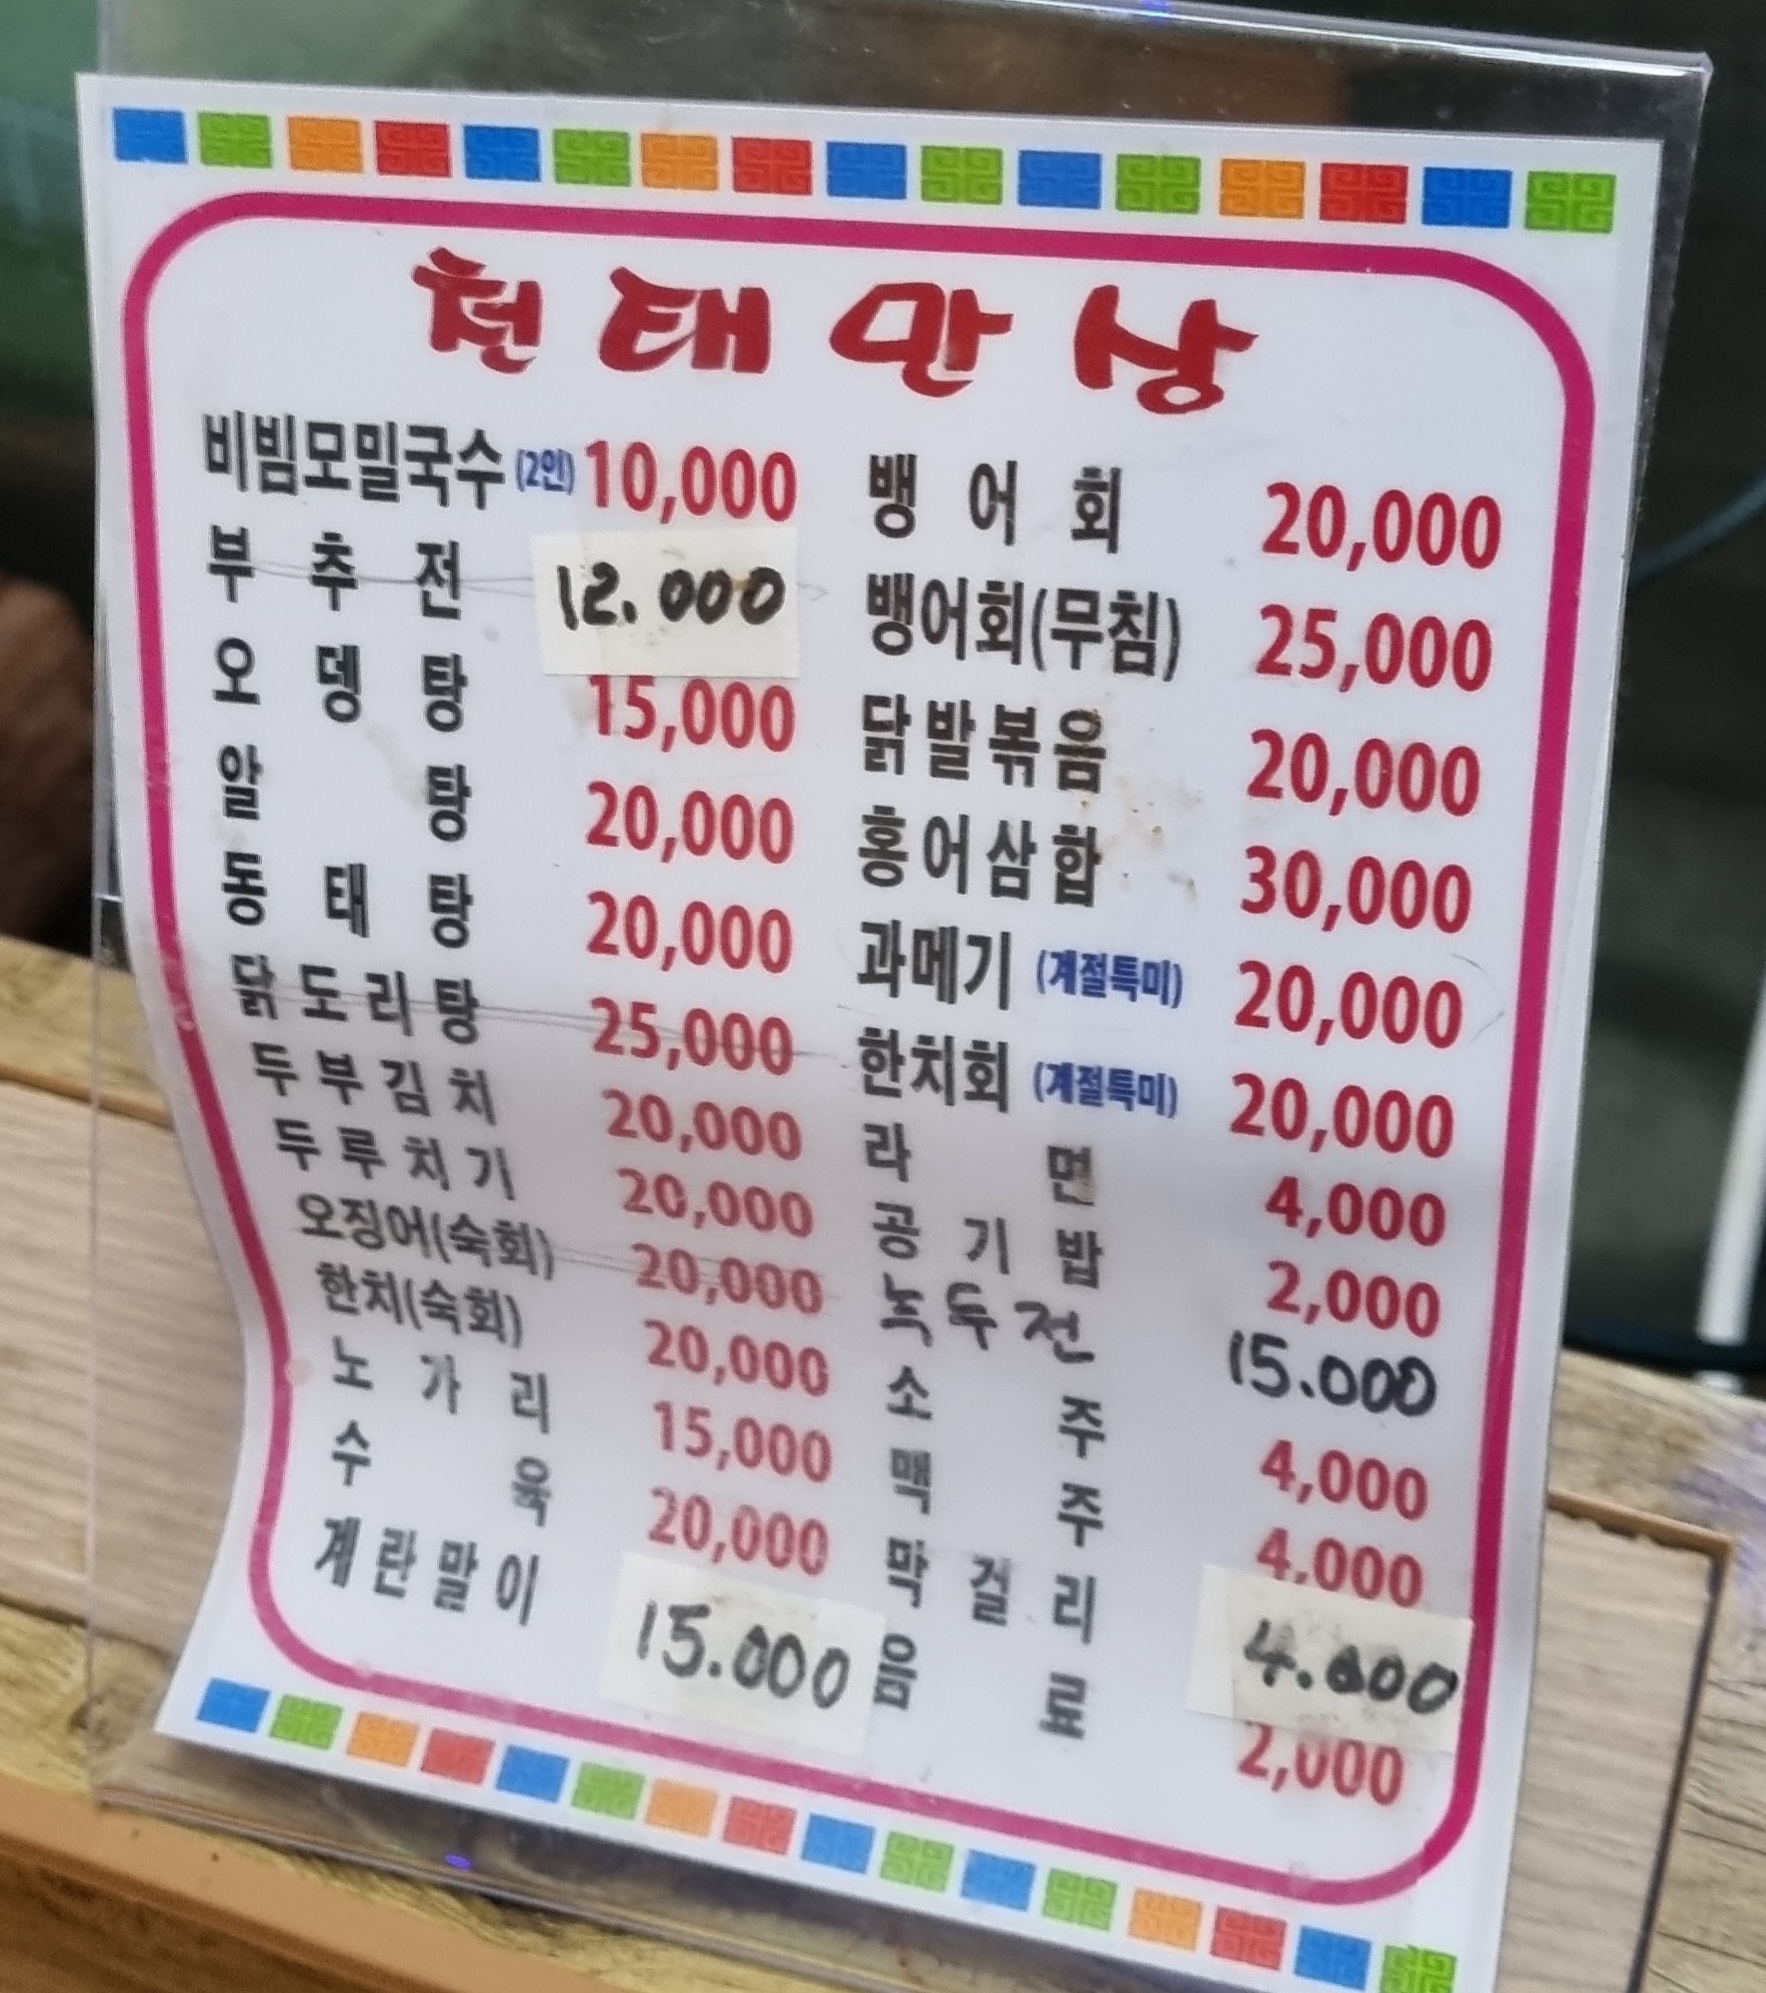 천태만상
비빔모밀국수 (2인) 10,000
부추전 12.000
오뎅탕 15,000
알탕 20,000
동태탕 20,000
닭도리탕 25,000
두부김치 20,000
두루치기 20,000
오징어(숙회) 20,000
한치(숙회) 20,000
노가리 15,000
수육 20,000
계란말이 15.000
뱅어회 20,000
뱅어회(무침) 25,000
닭발볶음 20,000
홍어삼합 30,000
과메기 (계절특미) 20,000
한치회 (계절특미) 20,000
라면 4,000
공기밥 2,000
녹두전 15.000
소주 4,000
맥주 4,000
막걸리 4.000
음료 2,000